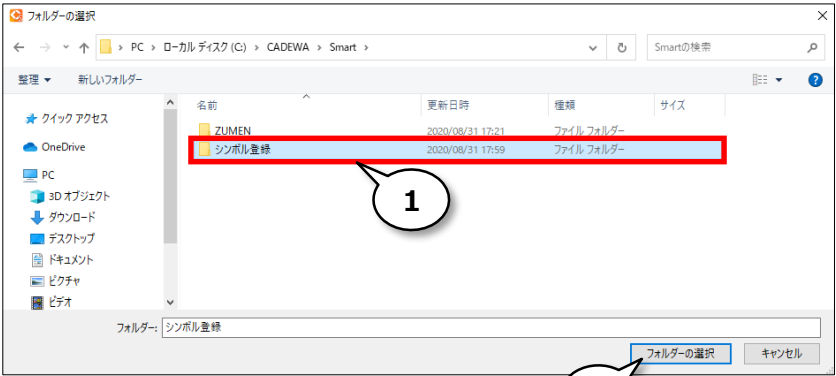 フォルダーの選択
PC › ローカル ディスク (C:) › CADEWA › Smart ›
Smartの検索
整理 新しいフォルダー
名前 更新日時 種類 サイズ
クイック アクセス
OneDrive
PC
3D オブジェクト
ダウンロード
デスクトップ
ドキュメント
ピクチャ
ビデオ
ZUMEN 2020/08/31 17:21 ファイル フォルダー
シンボル登録 2020/08/31 17:59 ファイル フォルダー
1
フォルダー: シンボル登録
フォルダーの選択 キャンセル